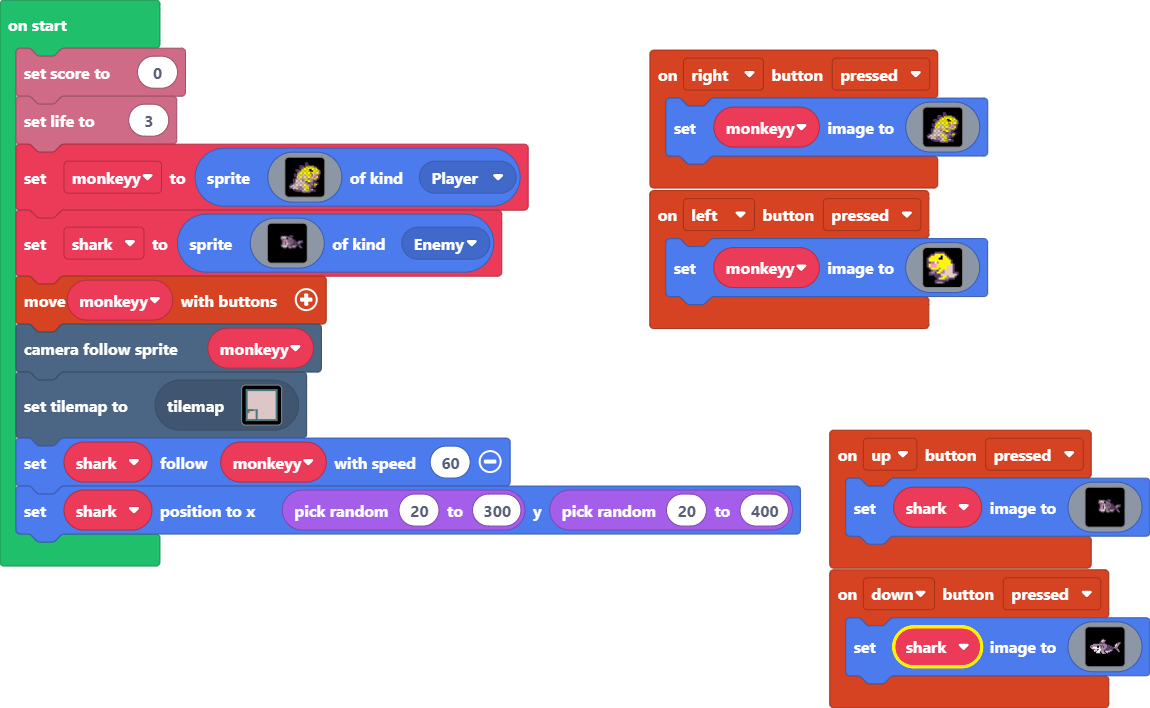 on start
set score to 0
set life to 3
set monkeyy to sprite of kind Player
set shark to sprite of kind Enemy
move monkeyy with buttons
camera follow sprite monkeyy
set tilemap to tilemap
set shark follow monkeyy with speed 60
set shark position to x pick random 20 to 300 y pick random 20 to 400
on right button pressed
set monkeyy image to
on left button pressed
set monkeyy image to
on up button pressed
set shark image to
on down button pressed
set shark image to